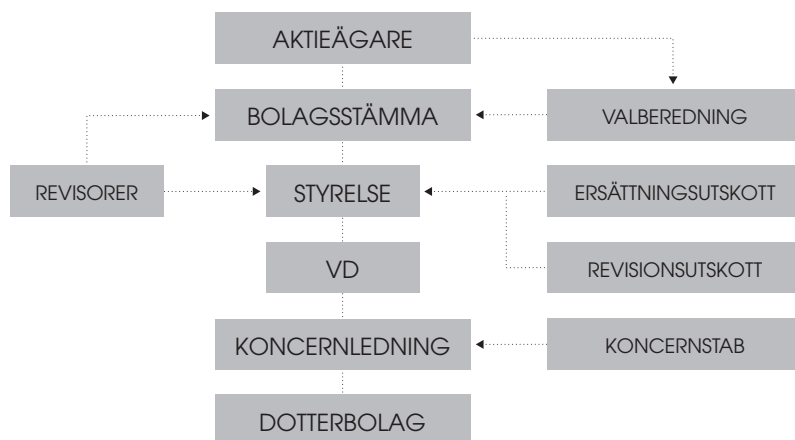 AKTIEÄGARE
BOLAGSSTÄMMA
VALBEREDNING
REVISORER
STYRELSE
ERSÄTTNINGSUTSKOTT
VD
REVISIONSUTSKOTT
KONCERNLEDNING
KONCERNSTAB
DOTTERBOLAG